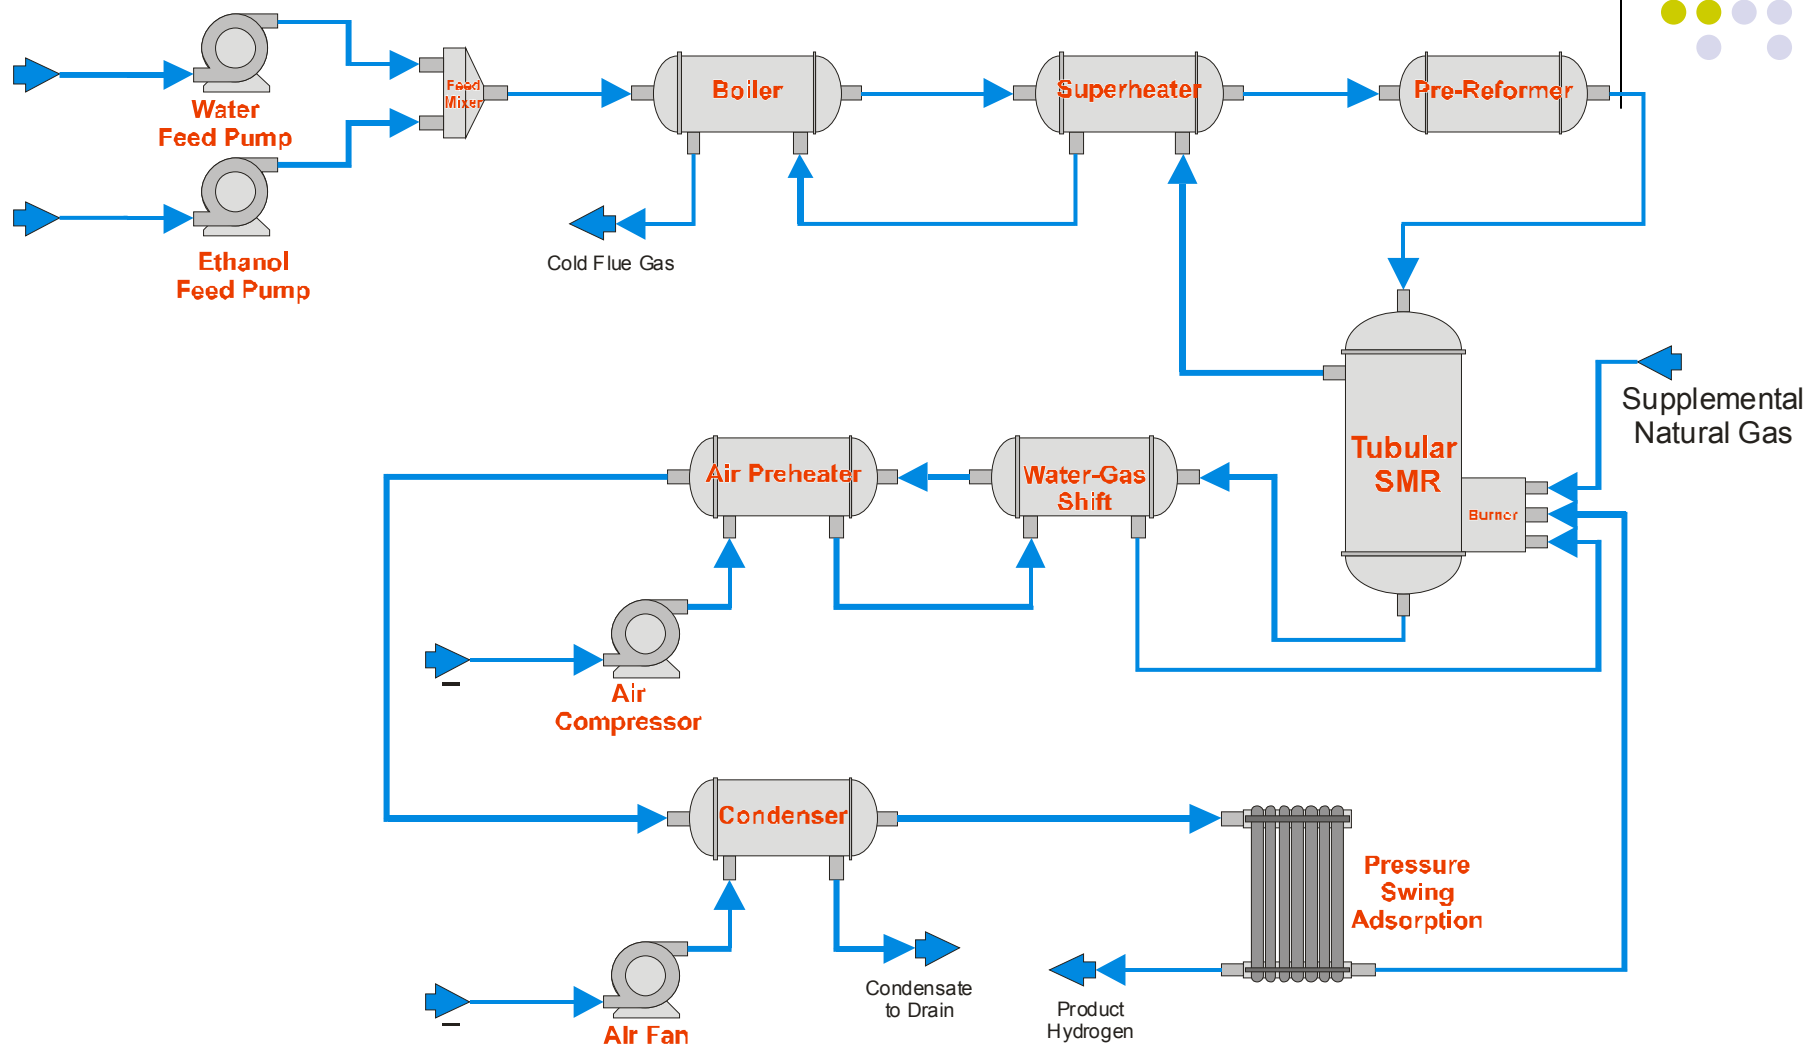 Water
Feed Pump
Feed
Mixer
Boiler
Superheater
Pre-Reformer
Ethanol
Feed Pump
Cold Flue Gas
Supplemental
Natural Gas
Tubular
SMR
Burner
Air Preheater
Water-Gas
Shift
Air
Compressor
Condenser
Pressure
Swing
Adsorption
Condensate
to Drain
Product
Hydrogen
AIr Fan